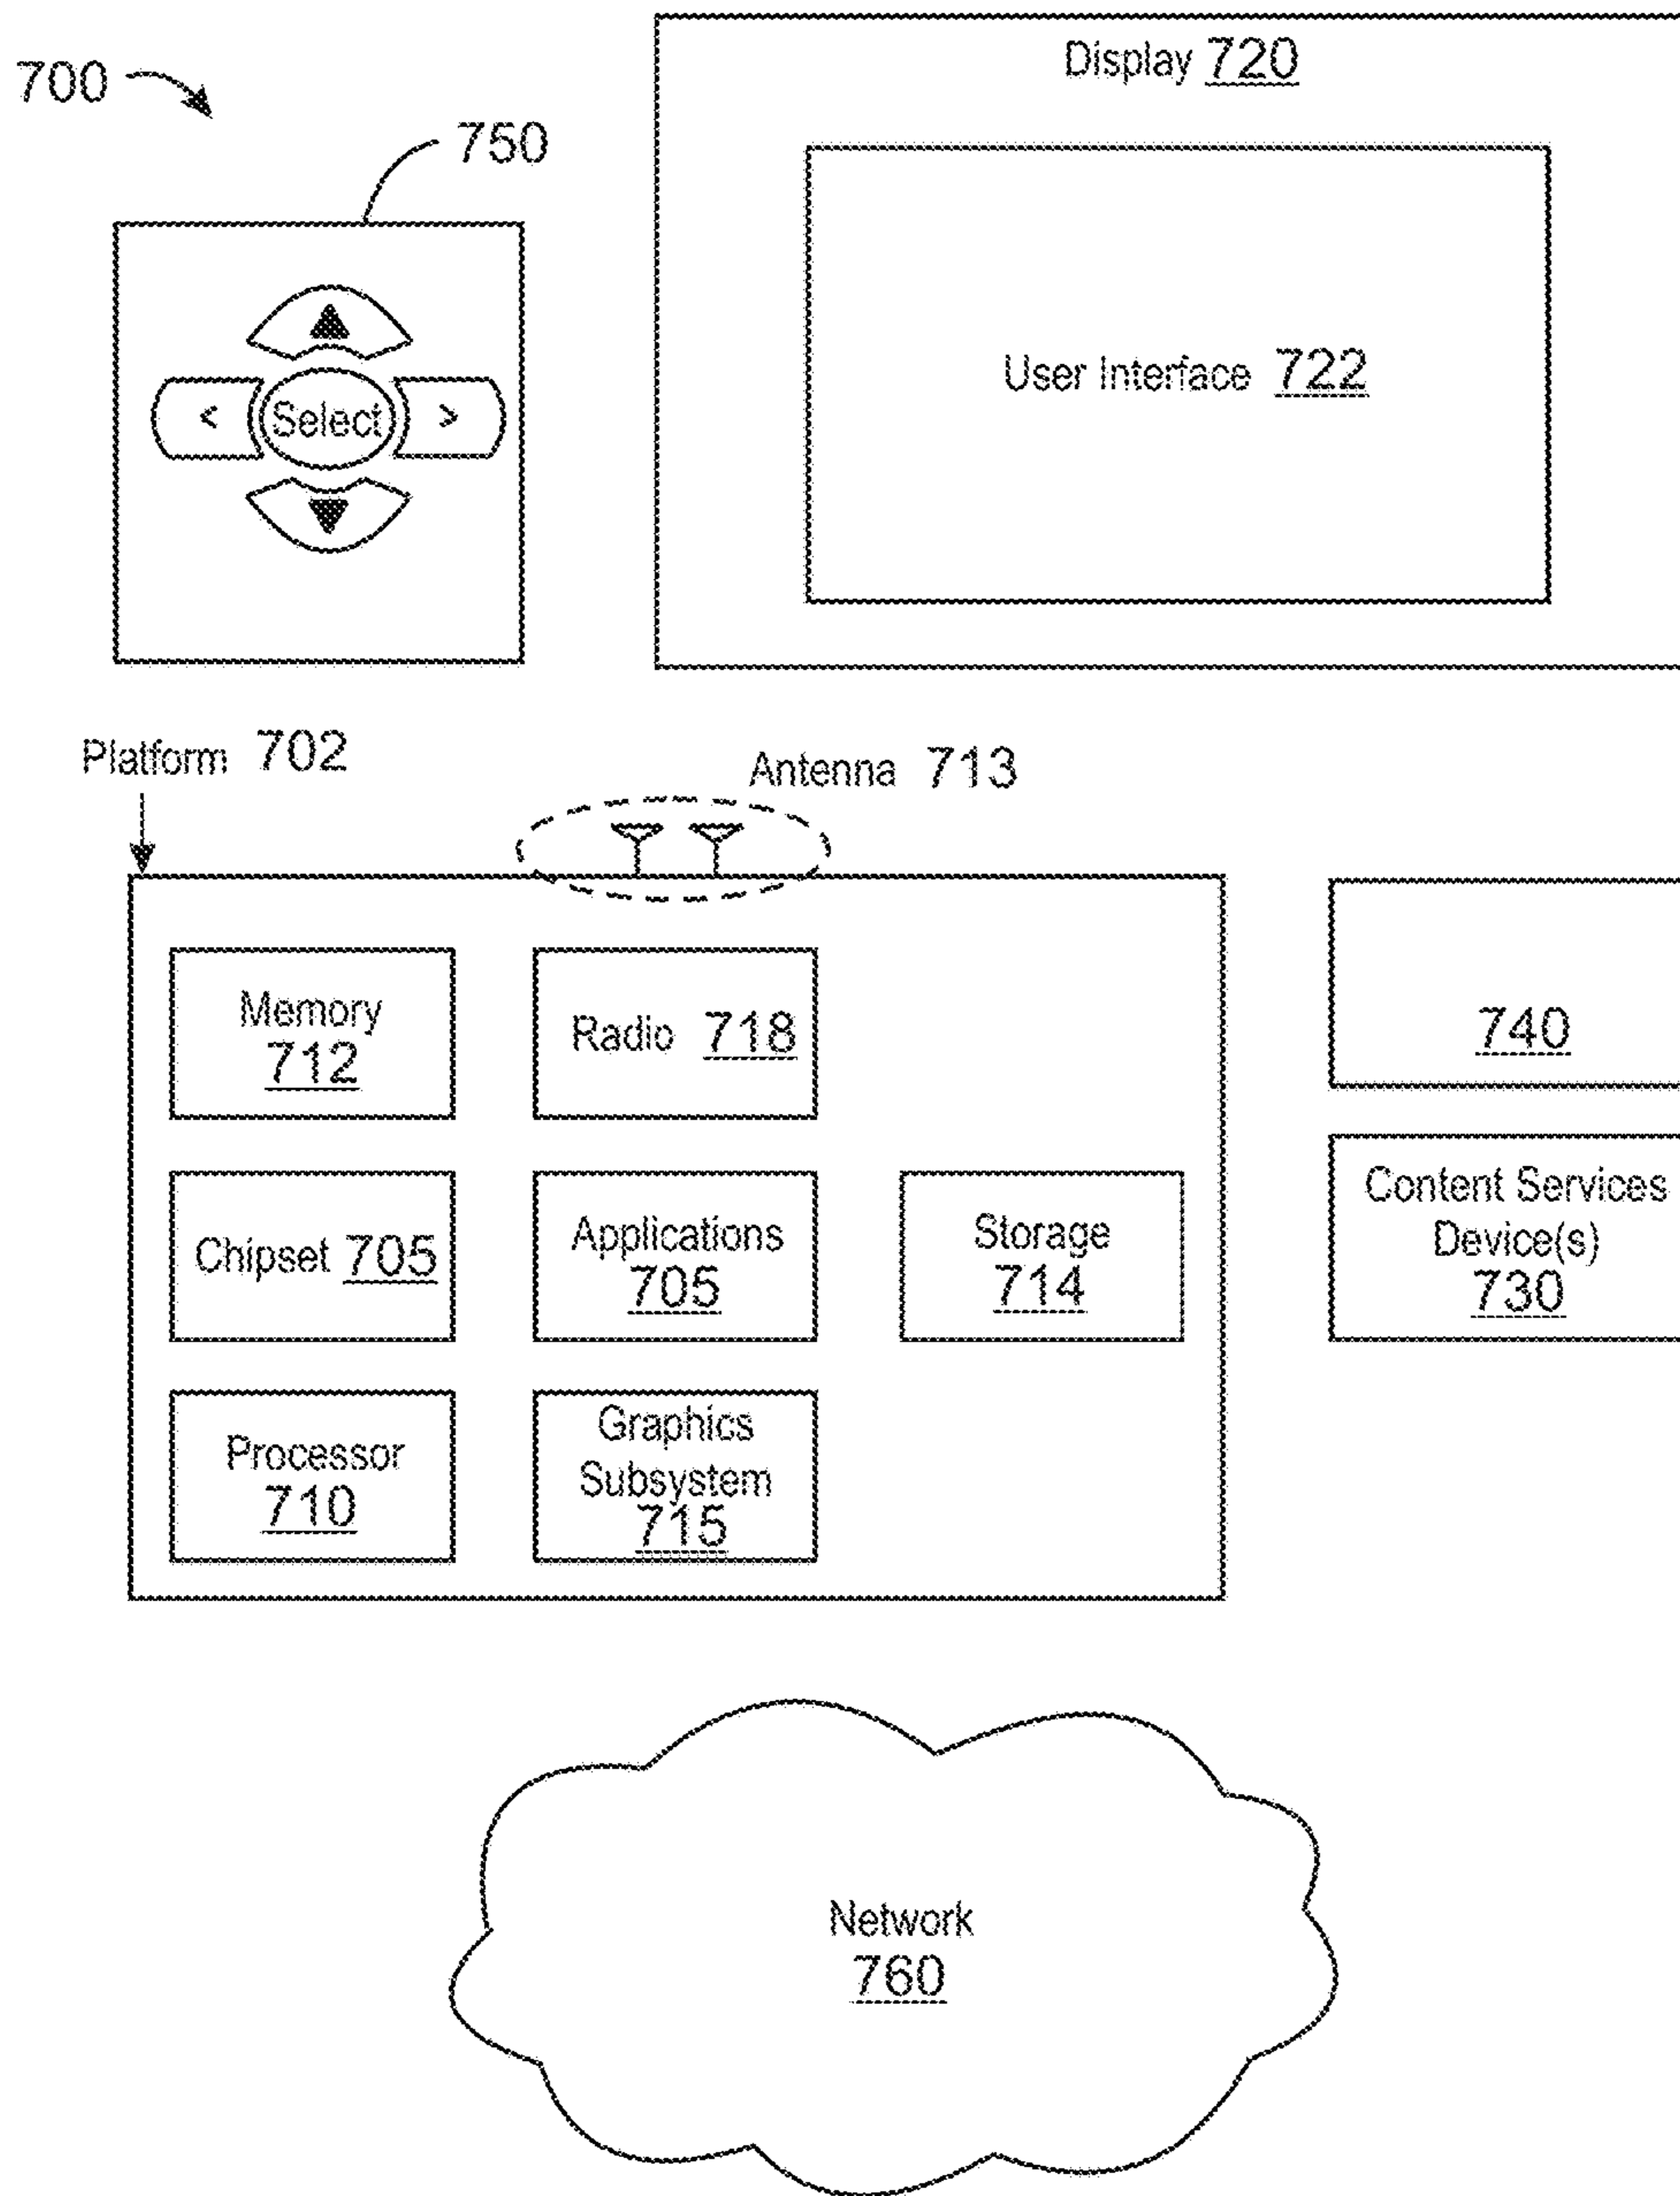 700
750
Display 720
User Interface 722
<
Select
>
Platform 702
Antenna 713
Memory
712
Radio 718
740
Chipset 705
Applications
705
Storage
714
Content Services
Device(s)
730
Processor
710
Graphics
Subsystem
715
Network
760